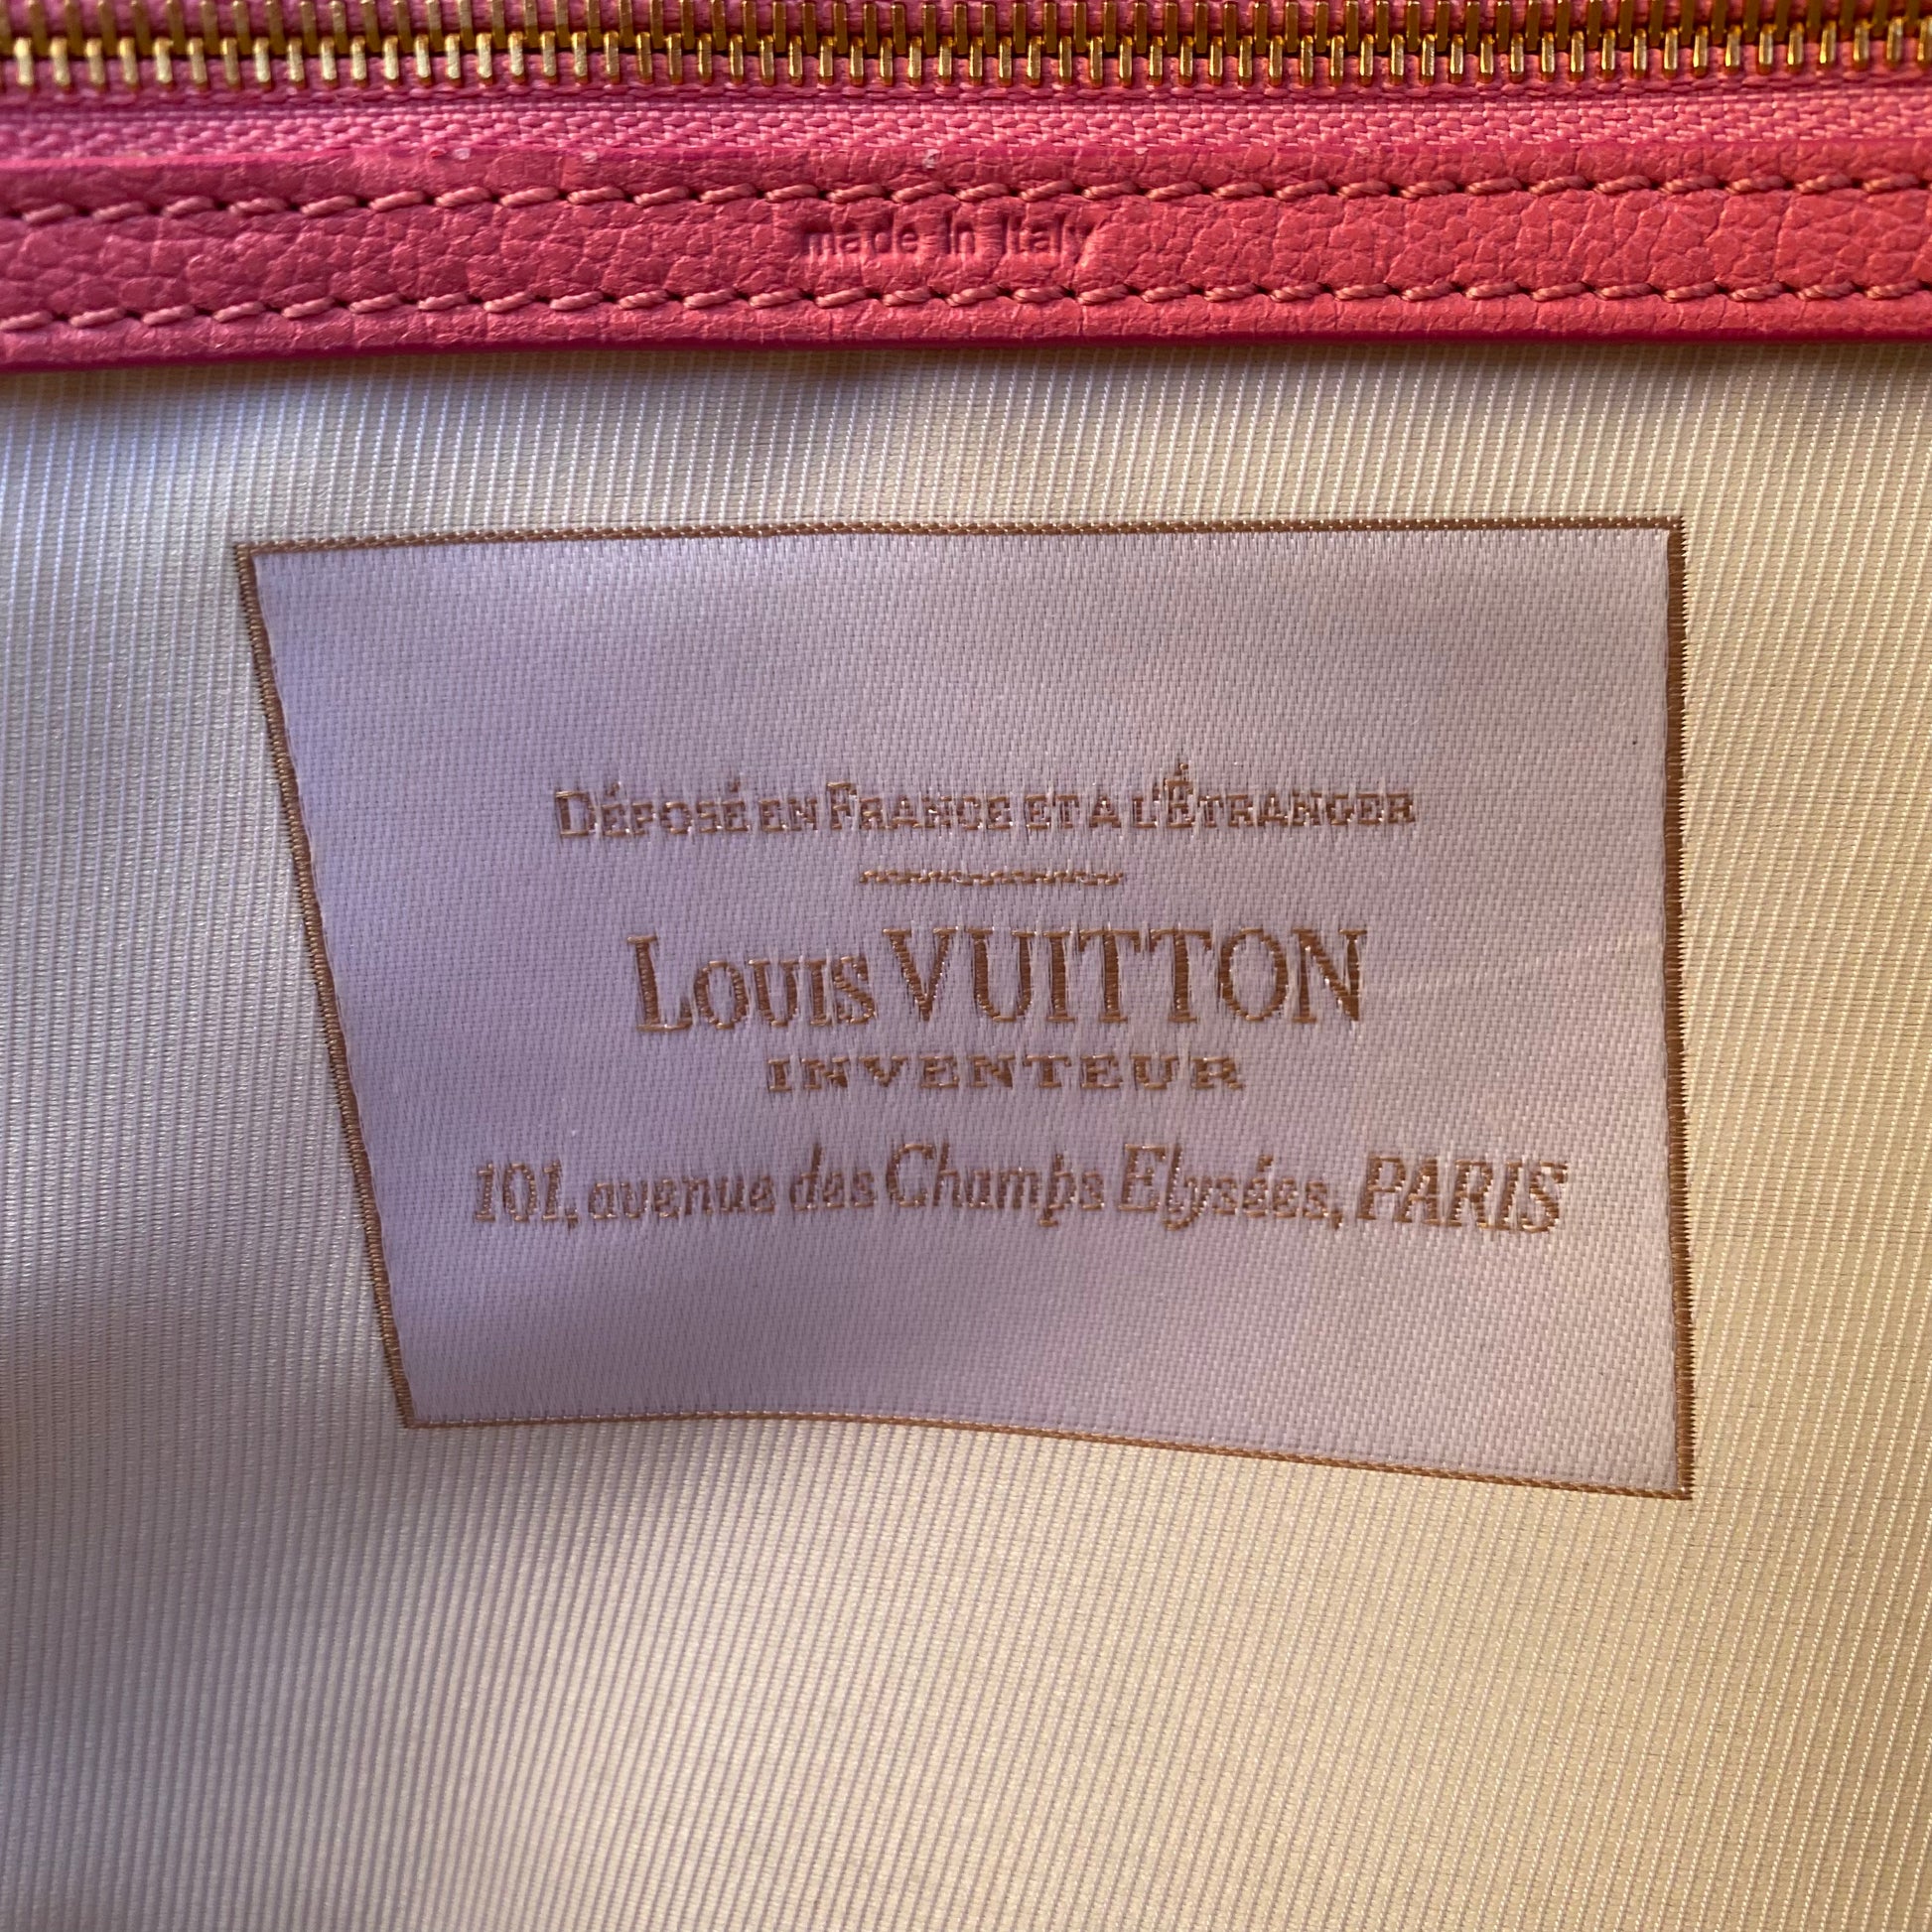 made in Italy
DÉPOSÉ EN FRANCE ET A L'ÉTRANGER
LOUIS VUITTON
INVENTEUR
101, avenue des Champs Elysées, PARIS